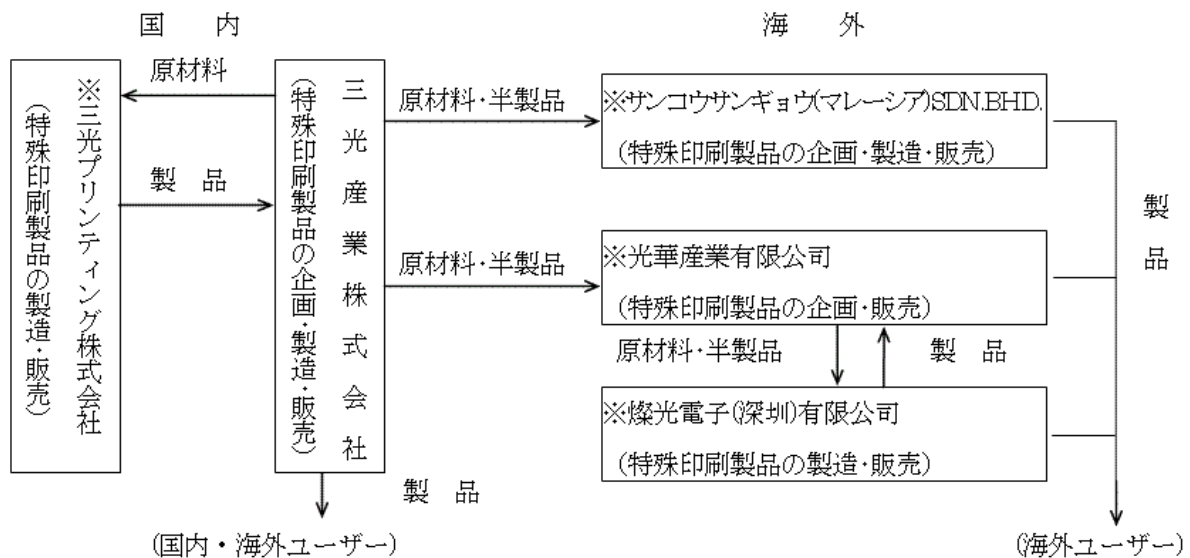 国 内
海 外
原材料
※三光プリンティング株式会社
(特殊印刷製品の製造・販売)
製 品
三光産業株式会社
(特殊印刷製品の企画・製造・販売)
原材料・半製品
※サンコウサンギョウ(マレーシア)SDN.BHD.
(特殊印刷製品の企画・製造・販売)
製品
原材料・半製品
※光華産業有限公司
(特殊印刷製品の企画・販売)
原材料・半製品
製 品
※燦光電子(深圳)有限公司
(特殊印刷製品の製造・販売)
製 品
(国内・海外ユーザー)
(海外ユーザー)